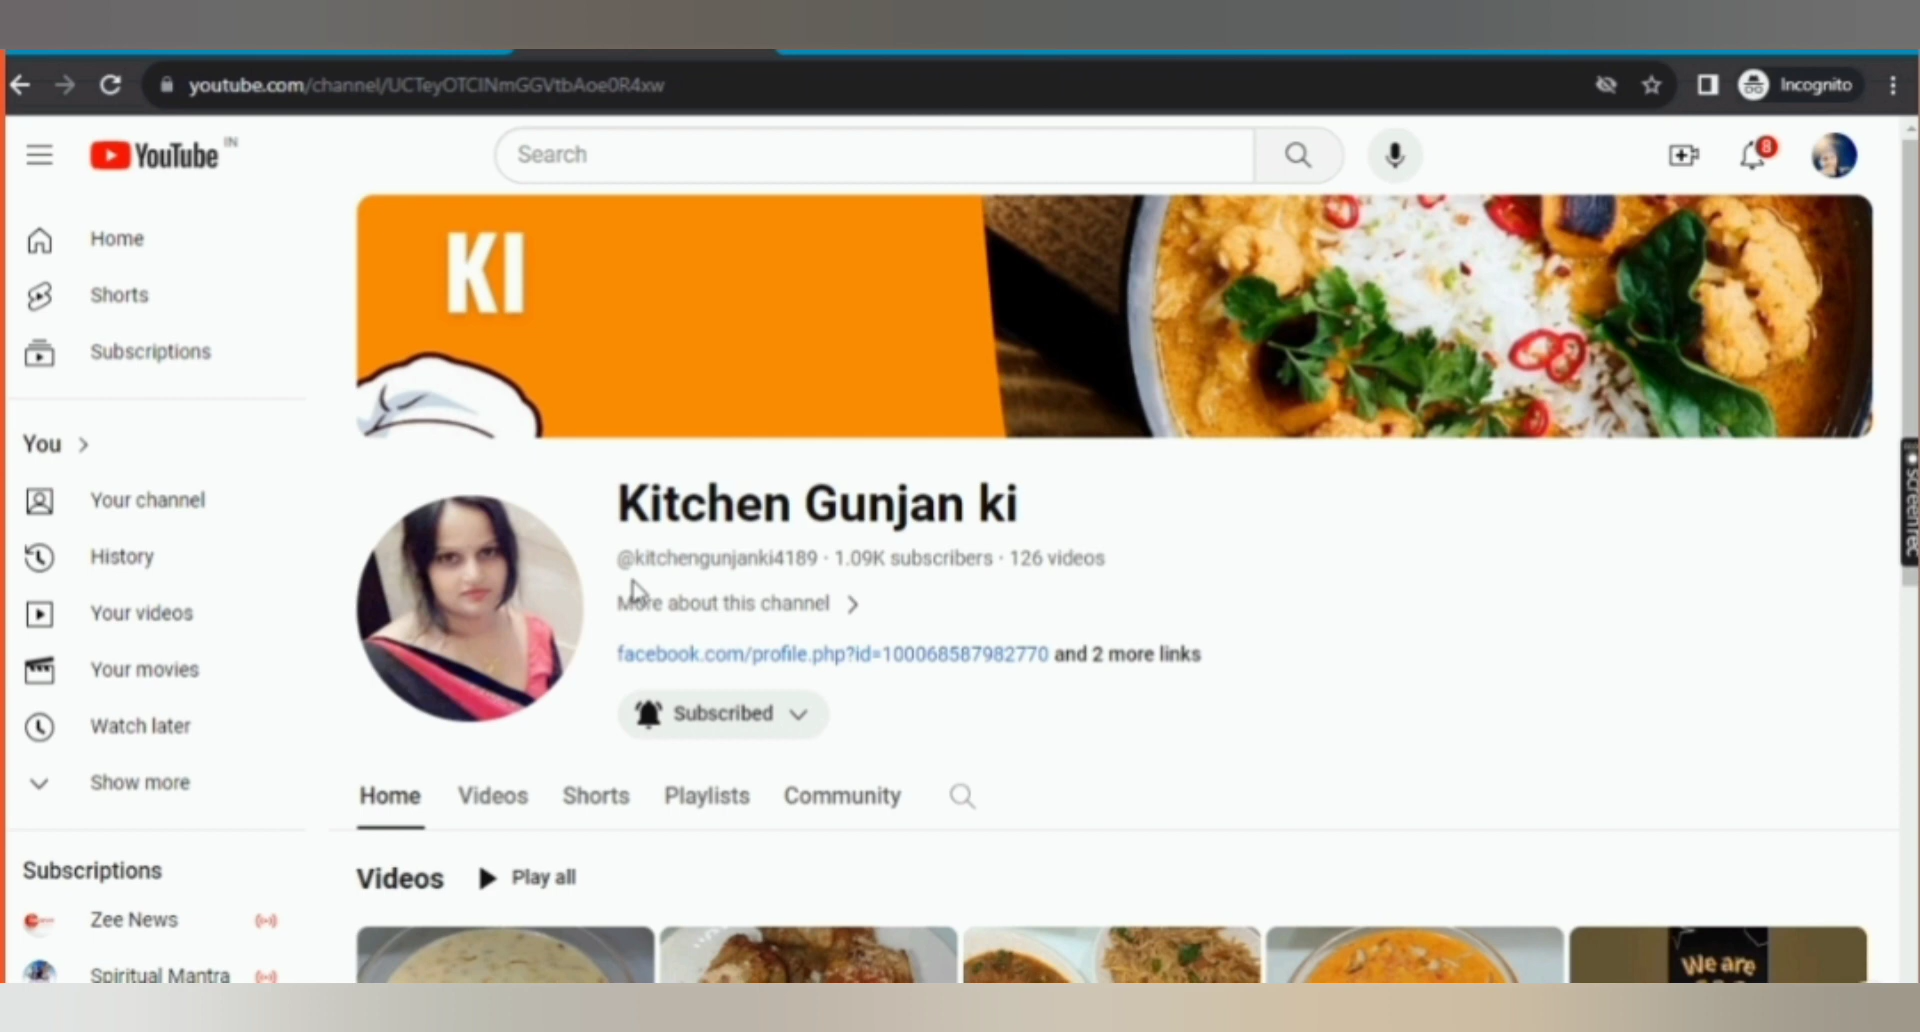 youtube.com/channel/UCTeyOTCINmGGVtbAoe0R4xw
Incognito
YouTube IN
Search
8
Home
Shorts
Subscriptions
You >
Your channel
History
Your videos
Your movies
Watch later
Show more
Subscriptions
Zee News
Spiritual Mantra
KI
Kitchen Gunjan ki
@kitchengunjanki4189 · 1.09K subscribers · 126 videos
More about this channel >
facebook.com/profile.php?id=100068587982770 and 2 more links
Subscribed
Home Videos Shorts Playlists Community
Videos Play all
We are
screenrec